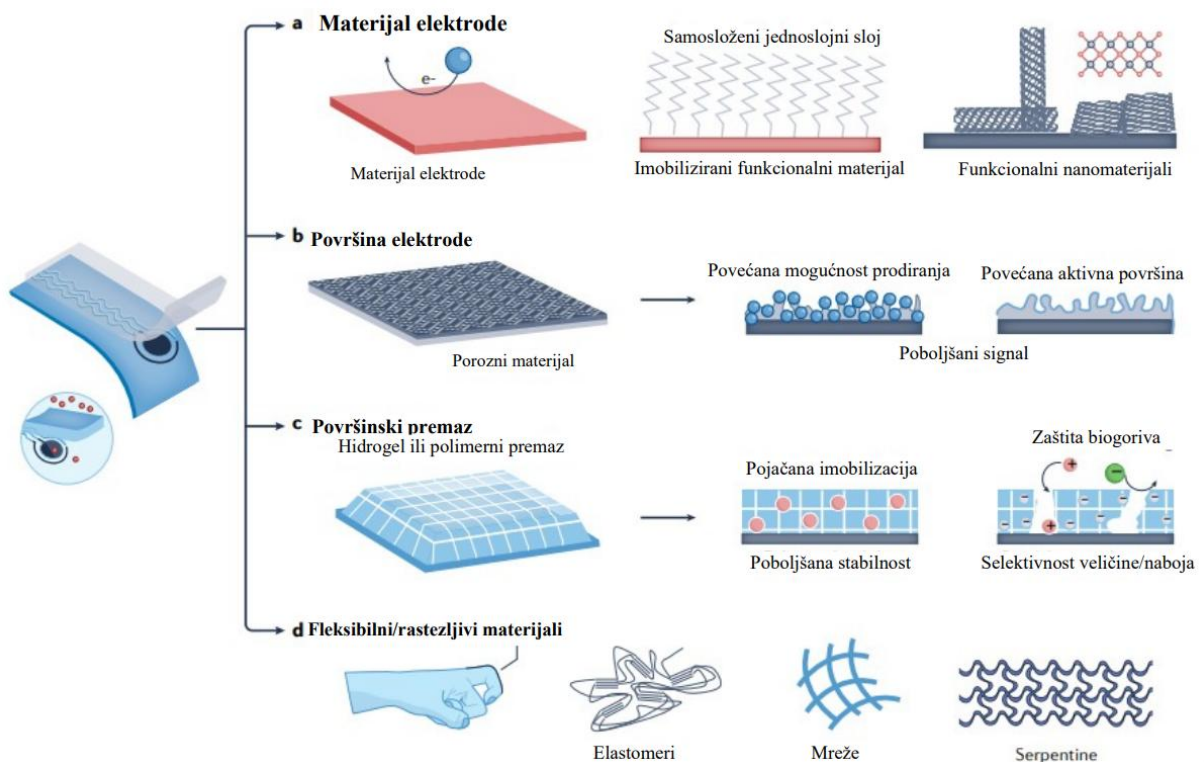 a Materijal elektrode
e-
Materijal elektrode
Samosloženi jednoslojni sloj
Imobilizirani funkcionalni materijal
Funkcionalni nanomaterijali
b Površina elektrode
Porozni materijal
Povećana mogućnost prodiranja
Povećana aktivna površina
Poboljšani signal
c Površinski premaz
Hidrogel ili polimerni premaz
Pojačana imobilizacija
Poboljšana stabilnost
Zaštita biogoriva
Selektivnost veličine/naboja
d Fleksibilni/rastezljivi materijali
Elastomeri
Mreže
Serpentine